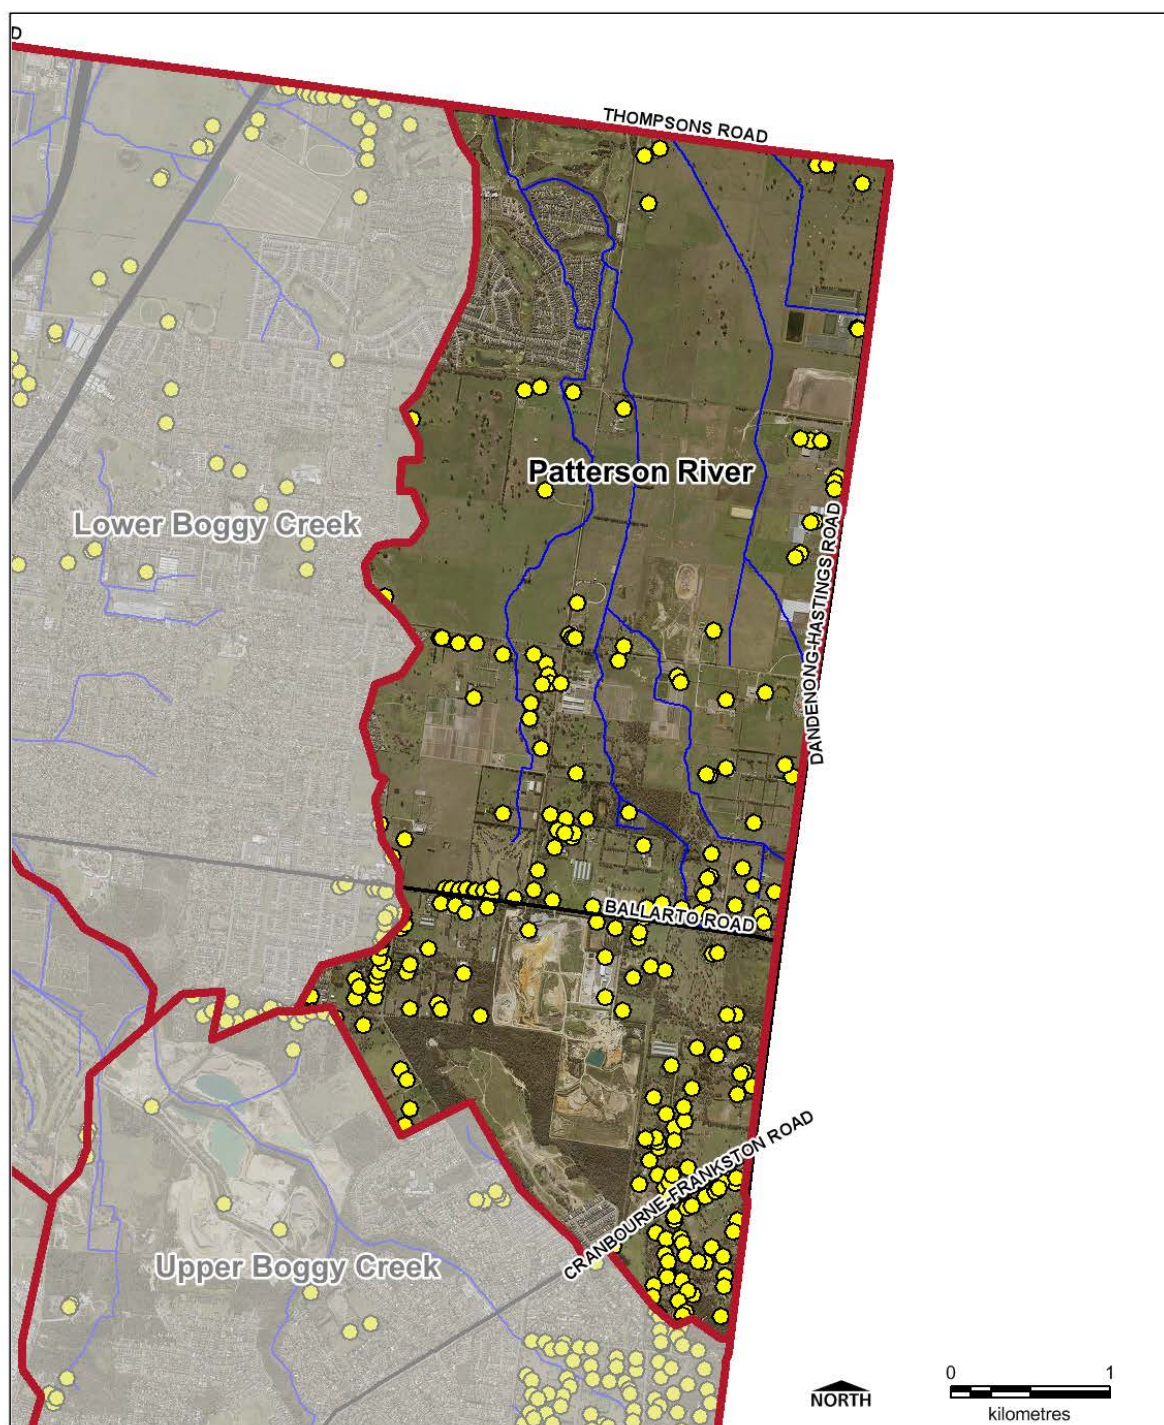 D
THOMPSONS ROAD
Patterson River
Lower Boggy Creek
DANDENONG-HASTINGS ROAD
BALLARTO ROAD
CRANBOURNE-FRANKSTON ROAD
Upper Boggy Creek
NORTH
0 1
kilometres